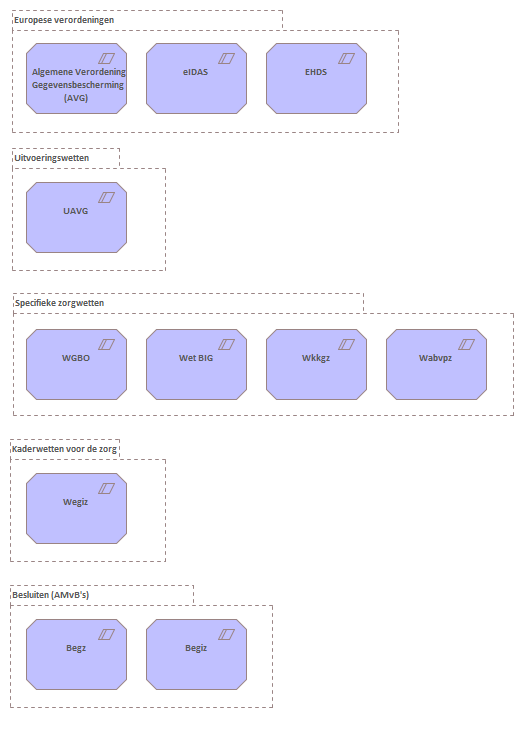 Europese verordeningen
Algemene Verordening
Gegevensbescherming
(AVG)
eIDAS
EHDS
Uitvoeringswetten
UAVG
Specifieke zorgwetten
WGBO
Wet BIG
Wkkgz
Wabvpz
Kaderwetten voor de zorg
Wegiz
Besluiten (AMvB's)
Begz
Begiz